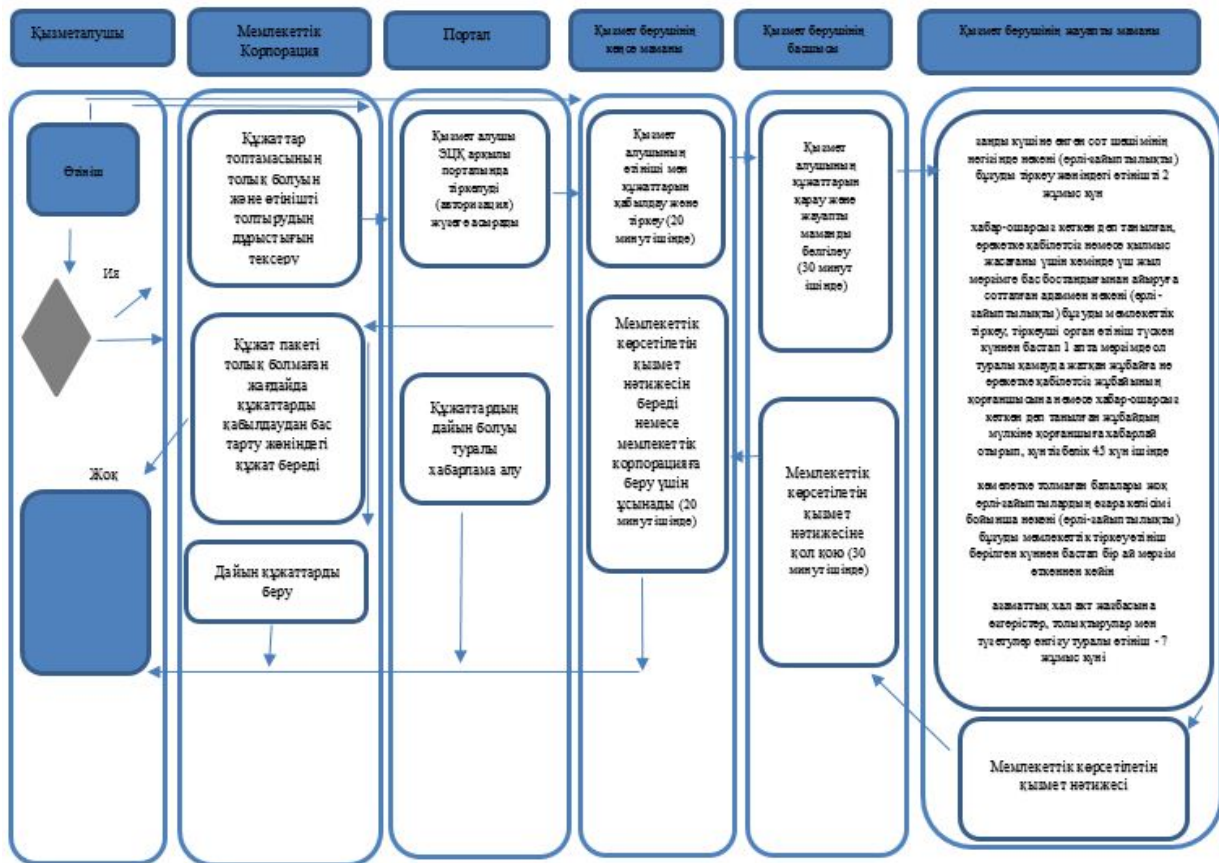 Қызметалушы
Мемлекеттік
Корпорация
Портал
Қызмет берушінің
кеңсе маманы
Қызмет берушінің
басшысы
Қызмет берушінің жауапты маманы
Өтініш
Ия
Жоқ
Құжаттар
топтамасының
толық болуын
және өтінішті
толтырудың
дұрыстығын
тексеру
Құжат пакеті
толық болмаған
жағдайда
құжаттарды
қабылдаудан бас
тарту жөніндегі
құжат береді
Дайын құжаттарды
беру
Қызмет алушы
ЭЦҚ арқылы
порталында
тіркелуді
(авторизация)
жүзеге асырады
Құжаттардың
дайын болуы
туралы
хабарлама алу
Қызмет
алушының
өтініші мен
құжаттарын
қабылдау және
тіркеу (20
минут ішінде)
Мемлекеттік
көрсетілетін
қызмет
нәтижесін
береді
немесе
мемлекеттік
корпорацияға
беру үшін
ұсынады (20
минут ішінде)
Қызмет
алушының
құжаттарын
қарау және
жауапты
маманды
белгілеу
(30 минут
ішінде)
Мемлекеттік
көрсетілетін
қызмет
нәтижесіне
қол қою (30
минут ішінде)
заңды күшіне енген сот шешімінің
негізінде некені (ерлі-зайыптылықты)
бұзуды тіркеу жөніндегі өтінішті 2
жұмыс күн
хабар-ошарсыз кеткен деп танылған,
әрекетке қабілетсіз немесе қылмыс
жасағаны үшін кемінде үш жыл
мерзімге бас бостандығынан айыруға
сотталған адаммен некені (ерлі-
зайыптылықты) бұзуды мемлекеттік
тіркеу, тіркеуші орган өтініш түскен
күннен бастап 1 апта мерзімде ол
туралы қамауда жатқан жұбайға не
әрекетке қабілетсіз жұбайының
қорғаншысына немесе хабар-ошарсыз
кеткен деп танылған жұбайдың
мүлкіне қорғаншыға хабарлай
отырып, күнтізбелік 45 күн ішінде
кәмелетке толмаған балалары жоқ
ерлі-зайыптылардың өзара келісімі
бойынша некені (ерлі-зайыптылықты)
бұзуды мемлекеттік тіркеу өтініш
берілген күннен бастап бір ай мерзім
өткеннен кейін
азаматтық хал акт жазбасына
өзгерістер, толықтырулар мен
түзетулер енгізу туралы өтініш - 7
жұмыс күні
Мемлекеттік көрсетілетін
қызмет нәтижесі